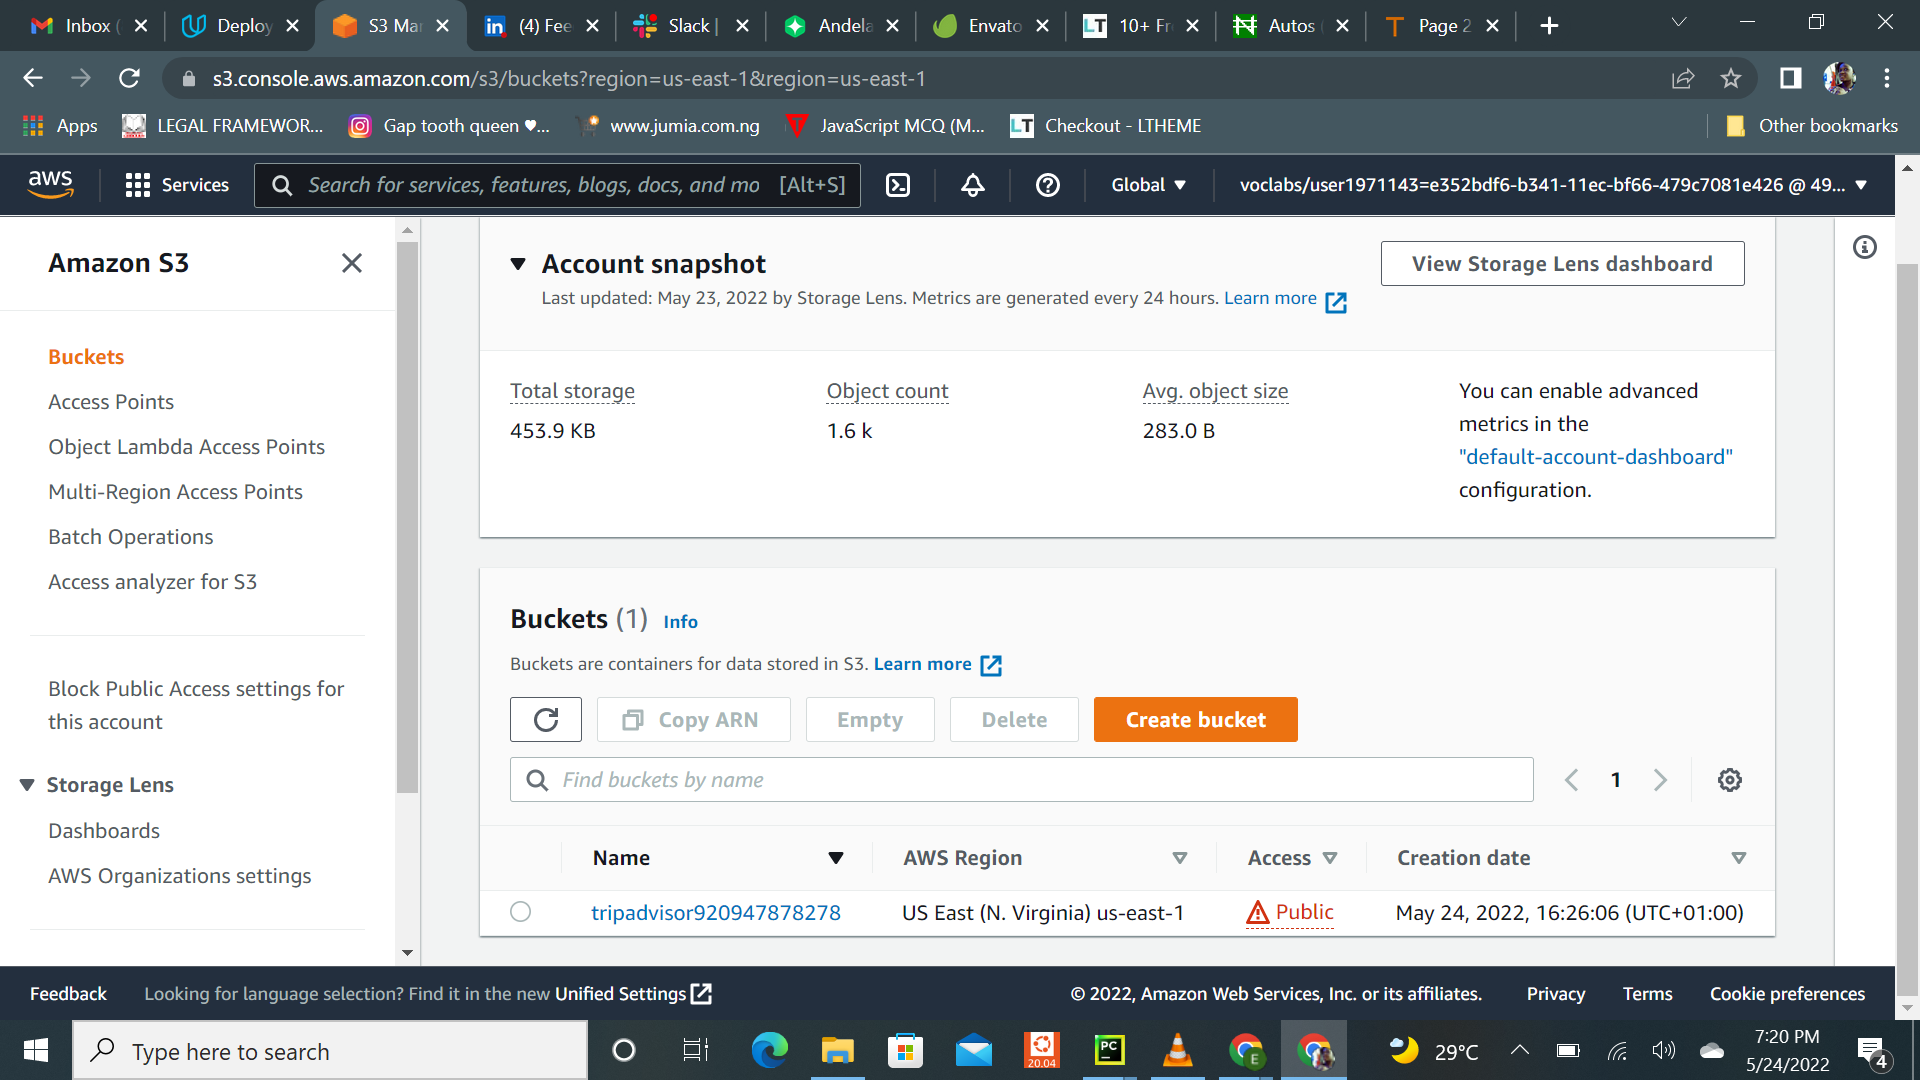 Inbox (
Deploy
S3 Mar
(4) Fee
Slack |
Andela
Envato
10+ Fr
Autos
Page 2
s3.console.aws.amazon.com/s3/buckets?region=us-east-1&region=us-east-1
Apps
LEGAL FRAMEWOR...
Gap tooth queen ♥...
www.jumia.com.ng
JavaScript MCQ (M...
LT
Checkout - LTHEME
Other bookmarks
aws
Services
Search for services, features, blogs, docs, and mo
[Alt+S]
Global
voclabs/user1971143=e352bdf6-b341-11ec-bf66-479c7081e426 @ 49...
Amazon S3
Buckets
Access Points
Object Lambda Access Points
Multi-Region Access Points
Batch Operations
Access analyzer for S3
Block Public Access settings for
this account
Storage Lens
Dashboards
AWS Organizations settings
Account snapshot
Last updated: May 23, 2022 by Storage Lens. Metrics are generated every 24 hours. Learn more
View Storage Lens dashboard
Total storage
453.9 KB
Object count
1.6 k
Avg. object size
283.0 B
You can enable advanced
metrics in the
"default-account-dashboard"
configuration.
Buckets (1) Info
Buckets are containers for data stored in S3. Learn more
Copy ARN
Empty
Delete
Create bucket
Find buckets by name
1
Name
AWS Region
Access
Creation date
tripadvisor920947878278
US East (N. Virginia) us-east-1
Public
May 24, 2022, 16:26:06 (UTC+01:00)
Feedback
Looking for language selection? Find it in the new Unified Settings
© 2022, Amazon Web Services, Inc. or its affiliates.
Privacy
Terms
Cookie preferences
Type here to search
20.04
PC
E
29°C
7:20 PM
5/24/2022
4